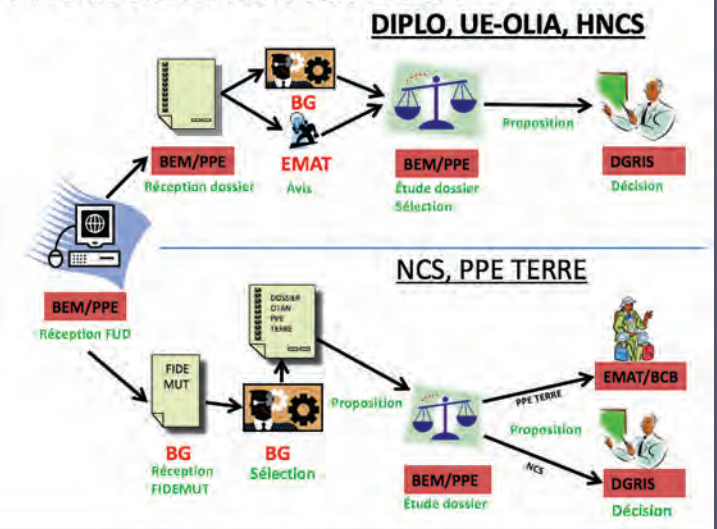 DIPLO, UE-OLIA, HNCS
BG
BEM/PPE
Réception dossier
EMAT
Avis
BEM/PPE
Étude dossier
Sélection
Proposition
DGRIS
Décision
NCS, PPE TERRE
BEM/PPE
Réception FUD
FIDE
MUT
BG
Réception
FIDEMUT
DOSSIER
OTAN
PPE
TERRE
BG
Sélection
Proposition
BEM/PPE
Étude dossier
PPE TERRE
Proposition
NCS
EMAT/BCB
DGRIS
Décision